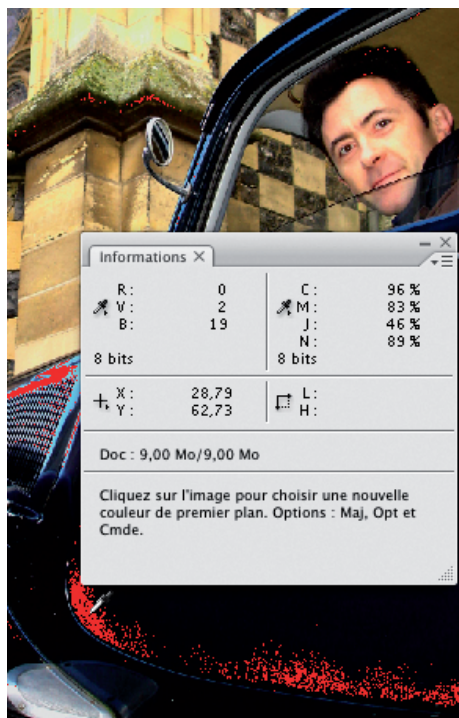 Informations
R: 0 C: 96 %
V: 2 M: 83 %
B: 19 J: 46 %
N: 89 %
8 bits 8 bits
X: 28,79 L:
Y: 62,73 H:
Doc : 9,00 Mo/9,00 Mo
Cliquez sur l'image pour choisir une nouvelle
couleur de premier plan. Options : Maj, Opt et
Cmde.